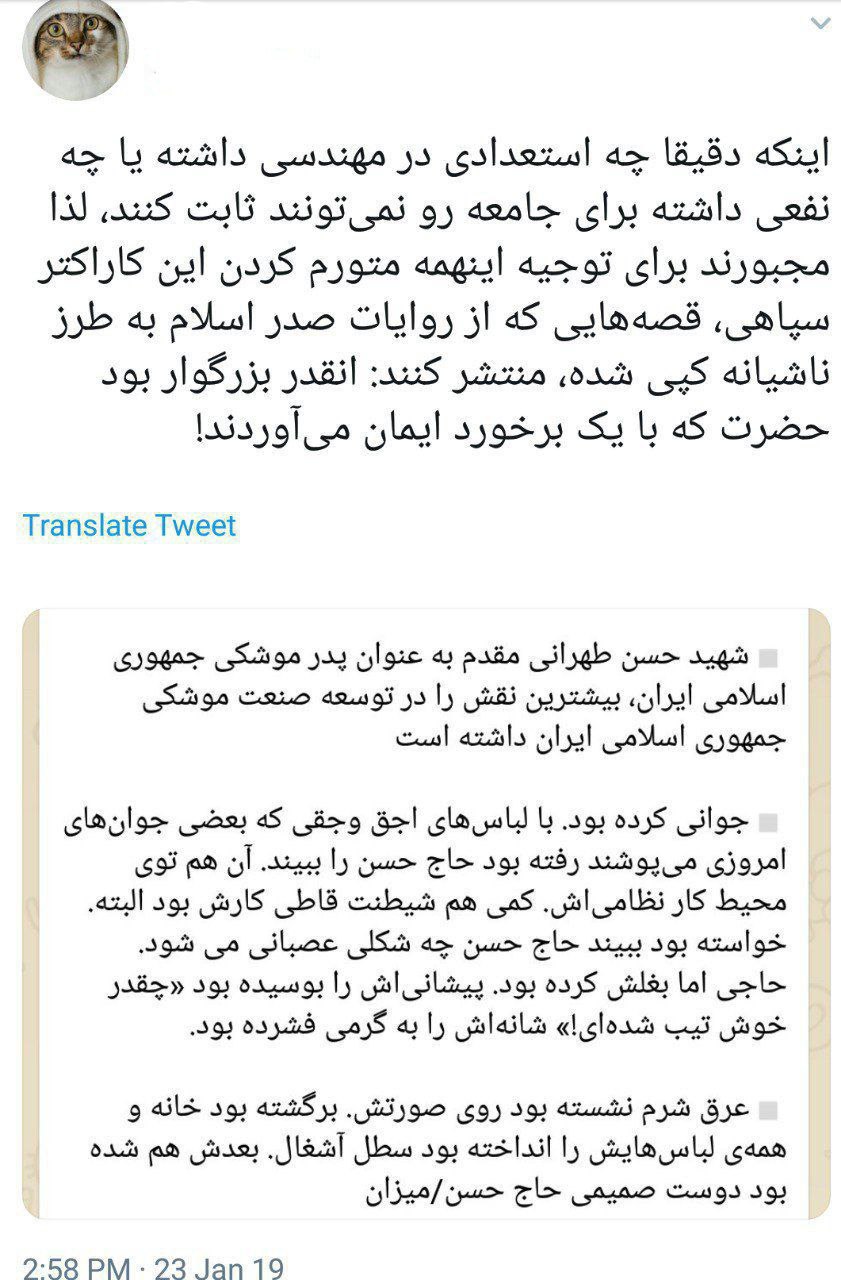 اینکه دقیقا چه استعدادی در مهندسی داشته یا چه
نفعی داشته برای جامعه رو نمی‌تونند ثابت کنند، لذا
مجبورند برای توجیه اینهمه متورم کردن این کاراکتر
سپاهی، قصه‌هایی که از روایات صدر اسلام به طرز
ناشیانه کپی شده، منتشر کنند: انقدر بزرگوار بود
حضرت که با یک برخورد ایمان می‌آوردند!
Translate Tweet
شهید حسن طهرانی مقدم به عنوان پدر موشکی جمهوری
اسلامی ایران، بیشترین نقش را در توسعه صنعت موشکی
جمهوری اسلامی ایران داشته است
جوانی کرده بود. با لباس‌های اجق وجقی که بعضی جوان‌های
امروزی می‌پوشند رفته بود حاج حسن را ببیند. آن هم توی
محیط کار نظامی‌اش. کمی هم شیطنت قاطی کارش بود البته.
خواسته بود ببیند حاج حسن چه شکلی عصبانی می شود.
حاجی اما بغلش کرده بود. پیشانی‌اش را بوسیده بود «چقدر
خوش تیپ شده‌ای!» شانه‌اش را به گرمی فشرده بود.
عرق شرم نشسته بود روی صورتش. برگشته بود خانه و
همه‌ی لباس‌هایش را انداخته بود سطل آشغال. بعدش هم شده
بود دوست صمیمی حاج حسن/میزان
2:58 PM · 23 Jan 19